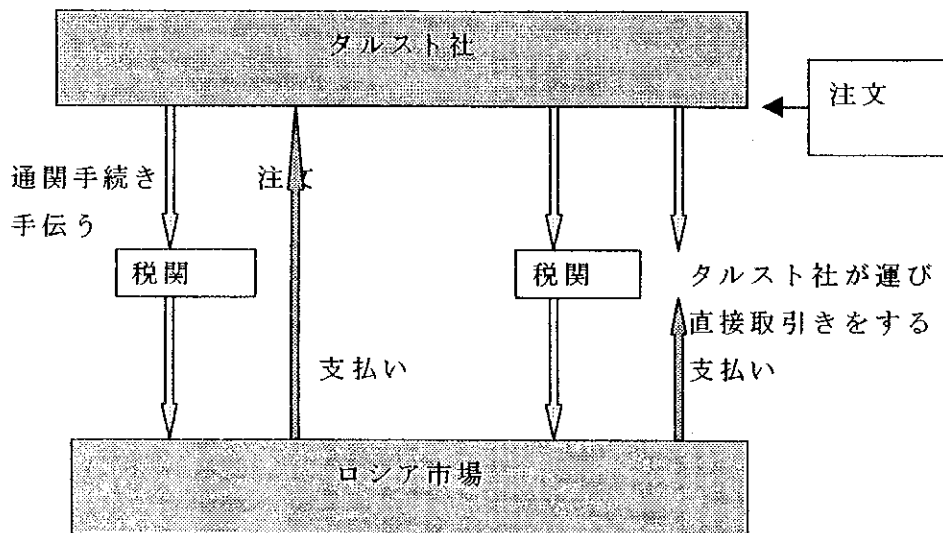 タルスト社
注文
通関手続き
手伝う
注文
税関
税関
タルスト社が運び
直接取引きをする
支払い
支払い
ロシア市場